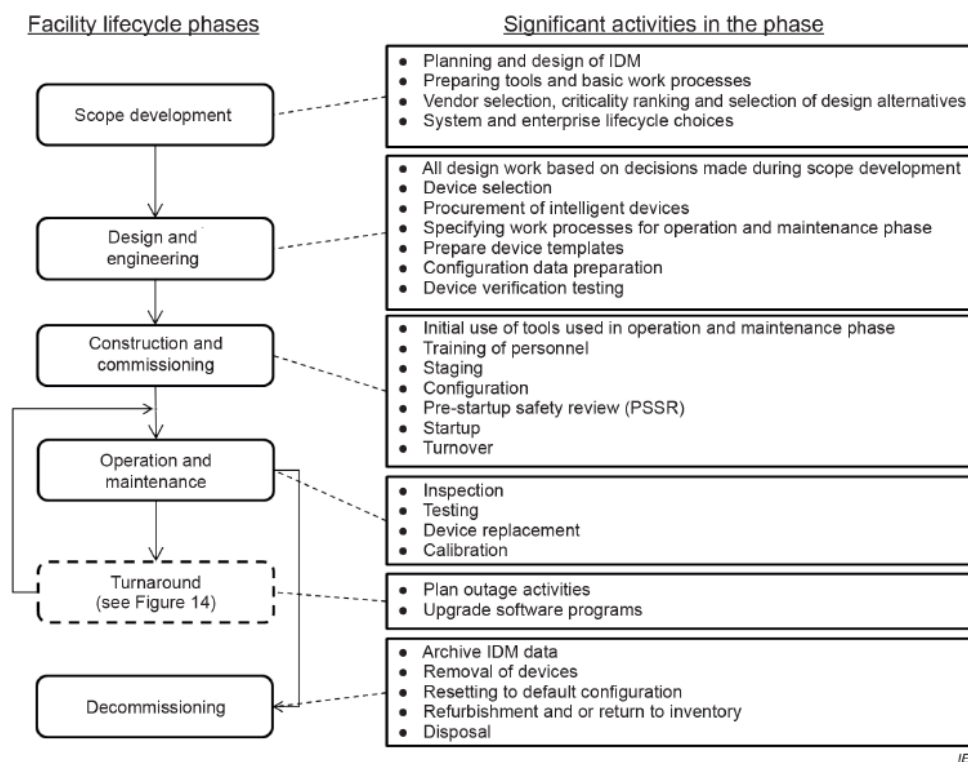 Facility lifecycle phases
Significant activities in the phase
Scope development
● Planning and design of IDM
● Preparing tools and basic work processes
● Vendor selection, criticality ranking and selection of design alternatives
● System and enterprise lifecycle choices
Design and
engineering
● All design work based on decisions made during scope development
● Device selection
● Procurement of intelligent devices
● Specifying work processes for operation and maintenance phase
● Prepare device templates
● Configuration data preparation
● Device verification testing
Construction and
commissioning
● Initial use of tools used in operation and maintenance phase
● Training of personnel
● Staging
● Configuration
● Pre-startup safety review (PSSR)
● Startup
● Turnover
Operation and
maintenance
● Inspection
● Testing
● Device replacement
● Calibration
Turnaround
(see Figure 14)
● Plan outage activities
● Upgrade software programs
Decommissioning
● Archive IDM data
● Removal of devices
● Resetting to default configuration
● Refurbishment and or return to inventory
● Disposal